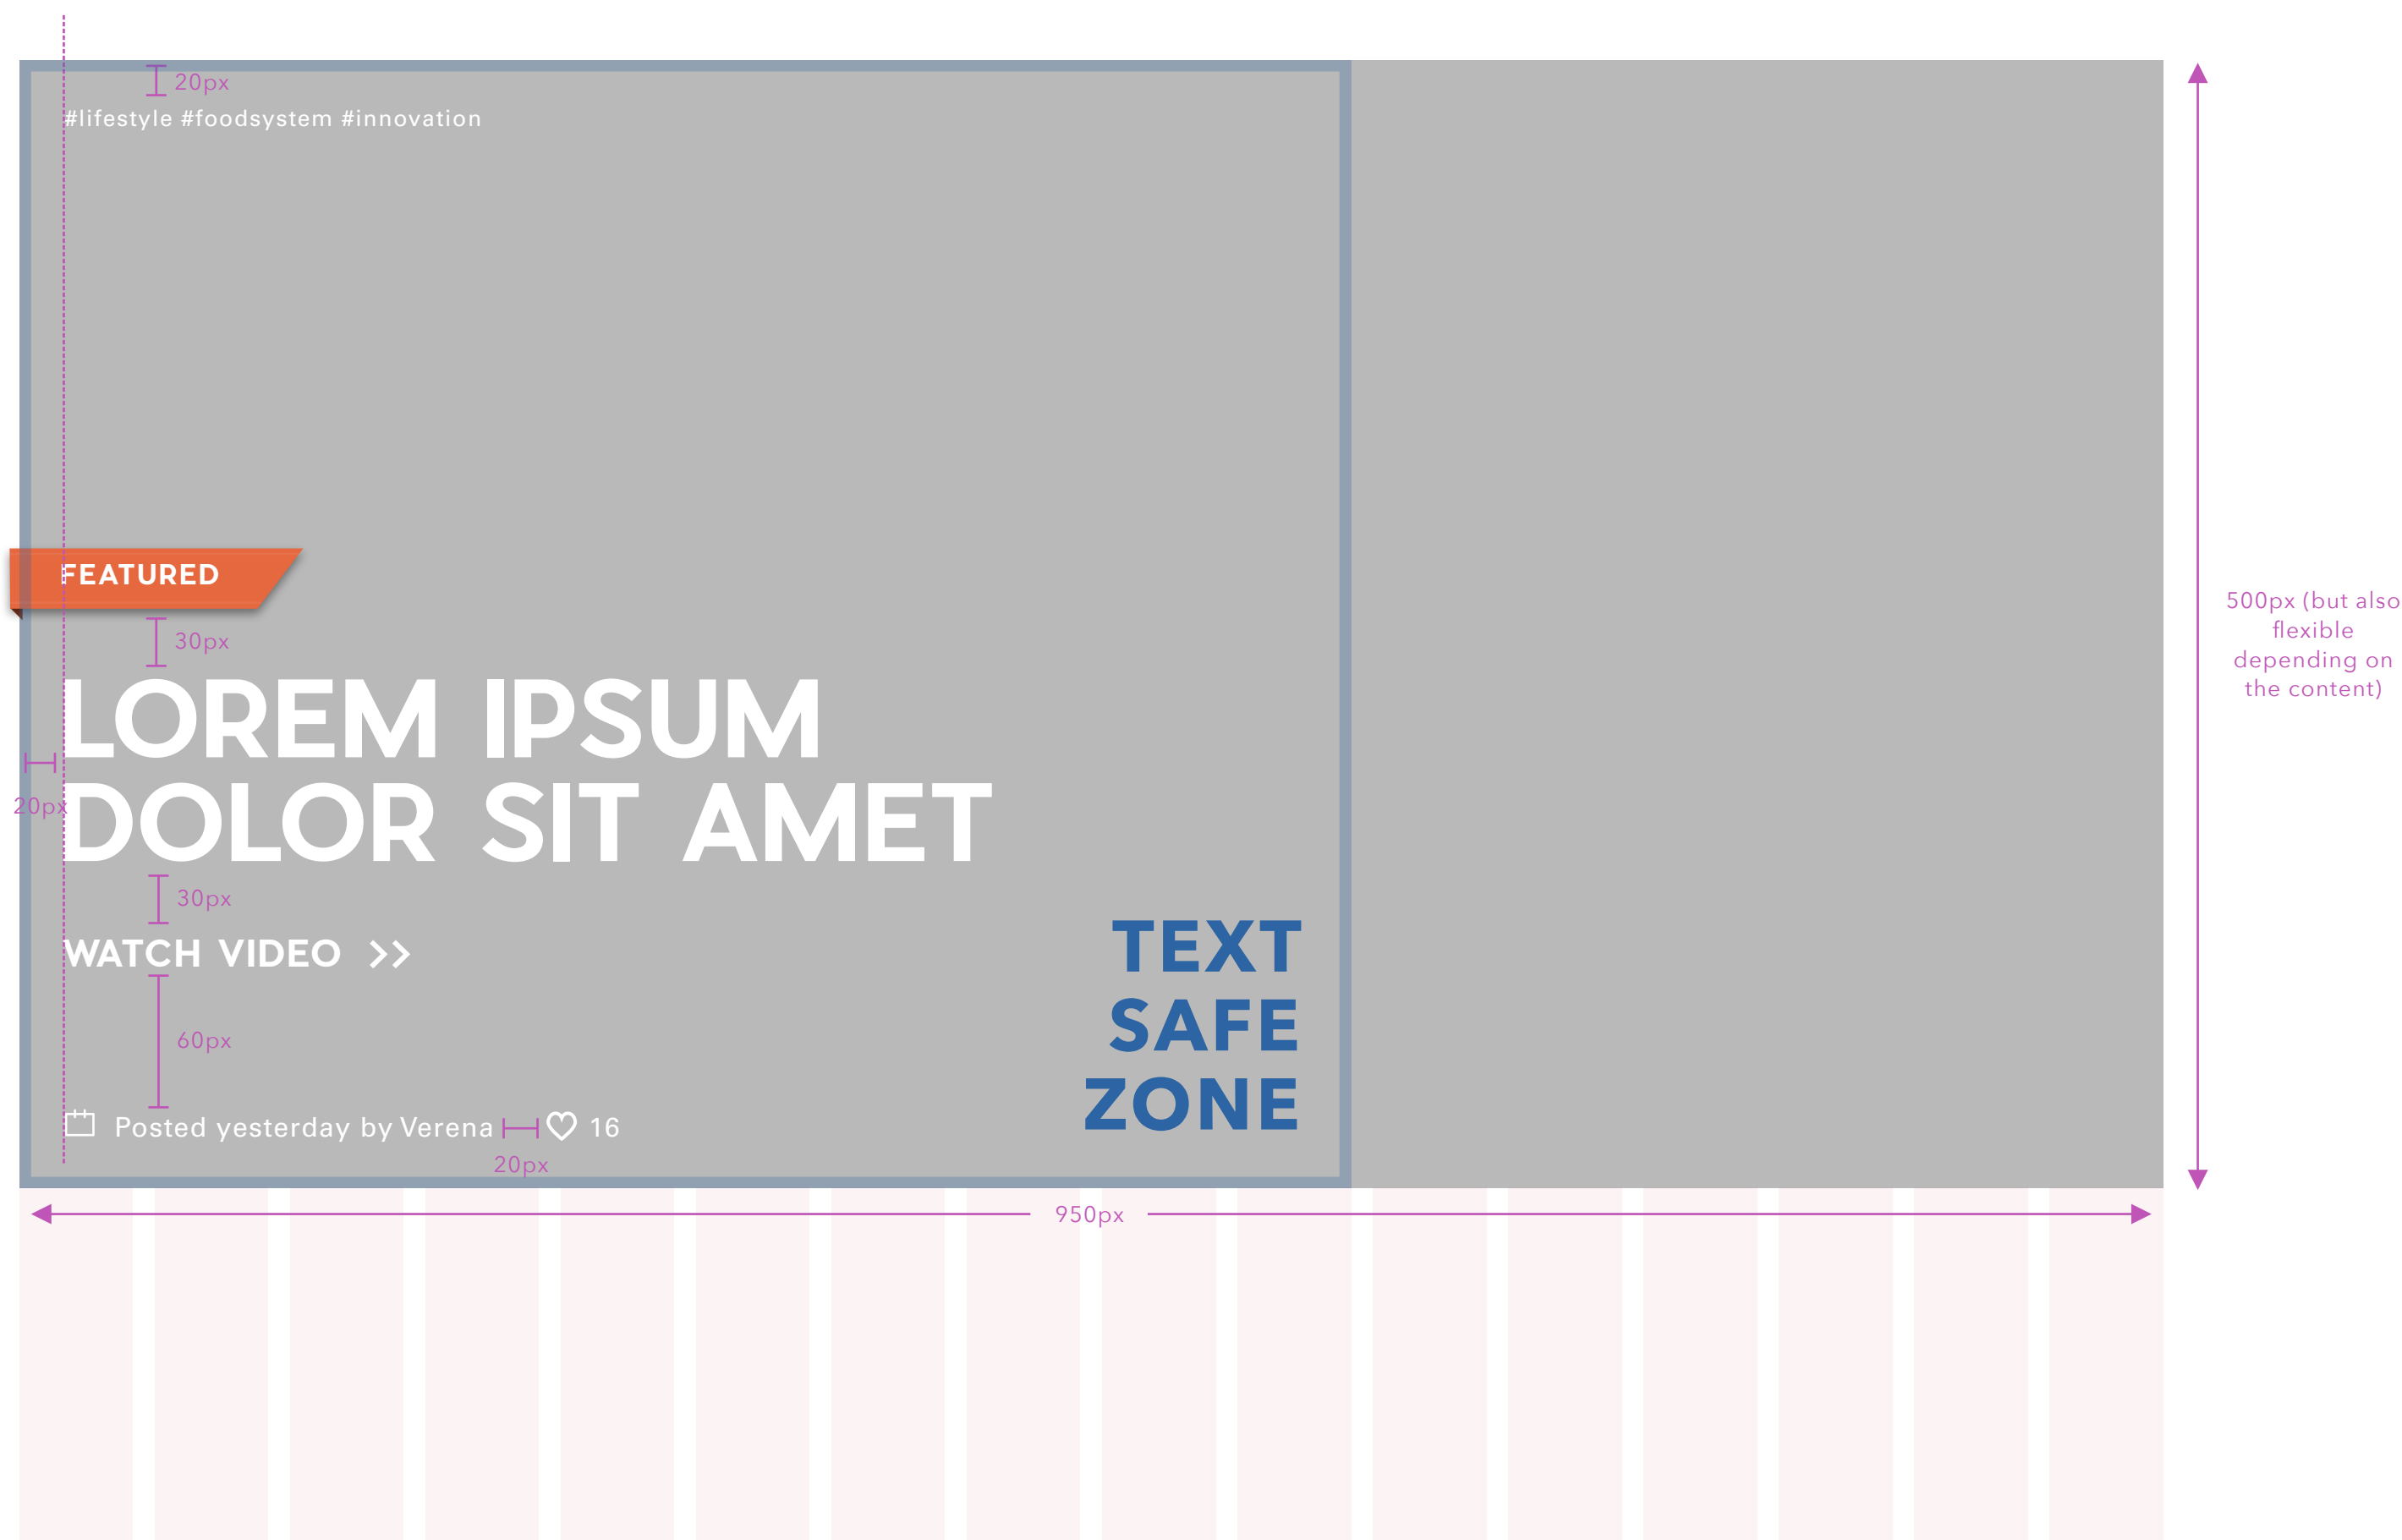 20px
#lifestyle #foodsystem #innovation
FEATURED
30px
LOREM IPSUM
20px
DOLOR SIT AMET
30px
WATCH VIDEO >>
60px
Posted yesterday by Verena 16
20px
TEXT
SAFE
ZONE
950px
500px (but also
flexible
depending on
the content)